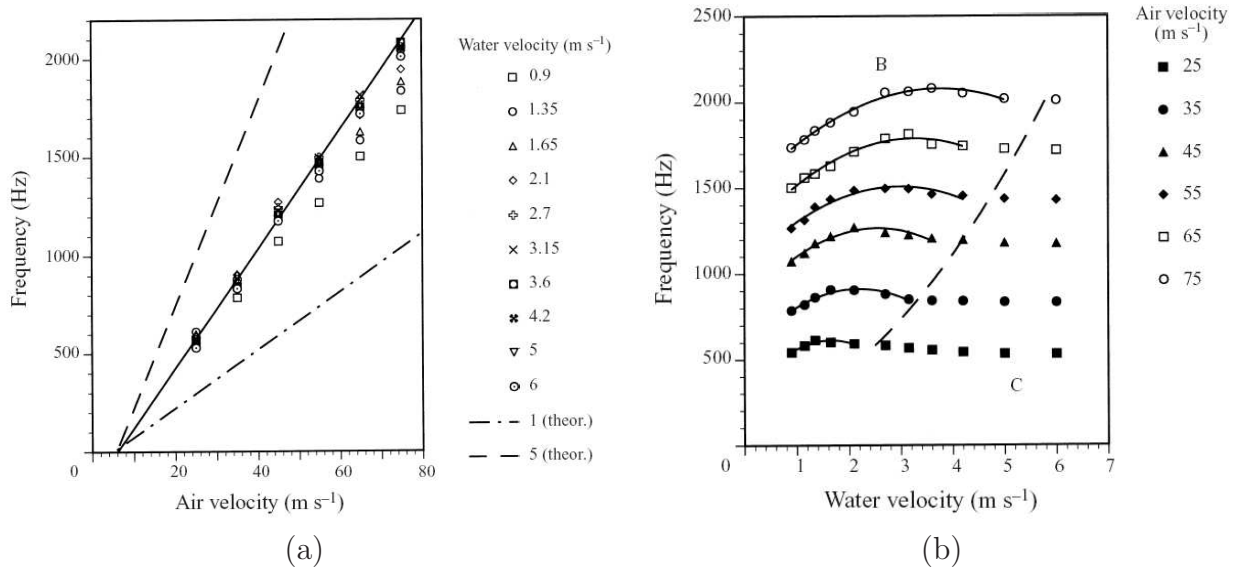 Frequency (Hz)
2000
1500
1000
500
0
20
40
60
80
Air velocity (m s⁻¹)
Water velocity (m s⁻¹)
0.9
1.35
1.65
2.1
2.7
3.15
3.6
4.2
5
6
1 (theor.)
5 (theor.)
(a)
Frequency (Hz)
2500
2000
1500
1000
500
0
1
2
3
4
5
6
7
Water velocity (m s⁻¹)
B
C
Air velocity
(m s⁻¹)
25
35
45
55
65
75
(b)